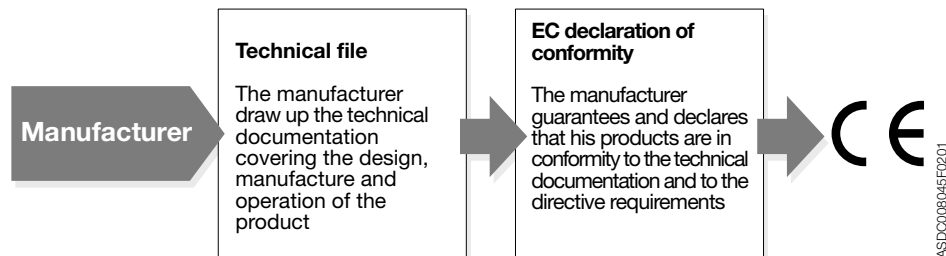 Manufacturer
Technical file
The manufacturer
draw up the technical
documentation
covering the design,
manufacture and
operation of the
product
EC declaration of
conformity
The manufacturer
guarantees and declares
that his products are in
conformity to the technical
documentation and to the
directive requirements
CE
ASDC008045F0201